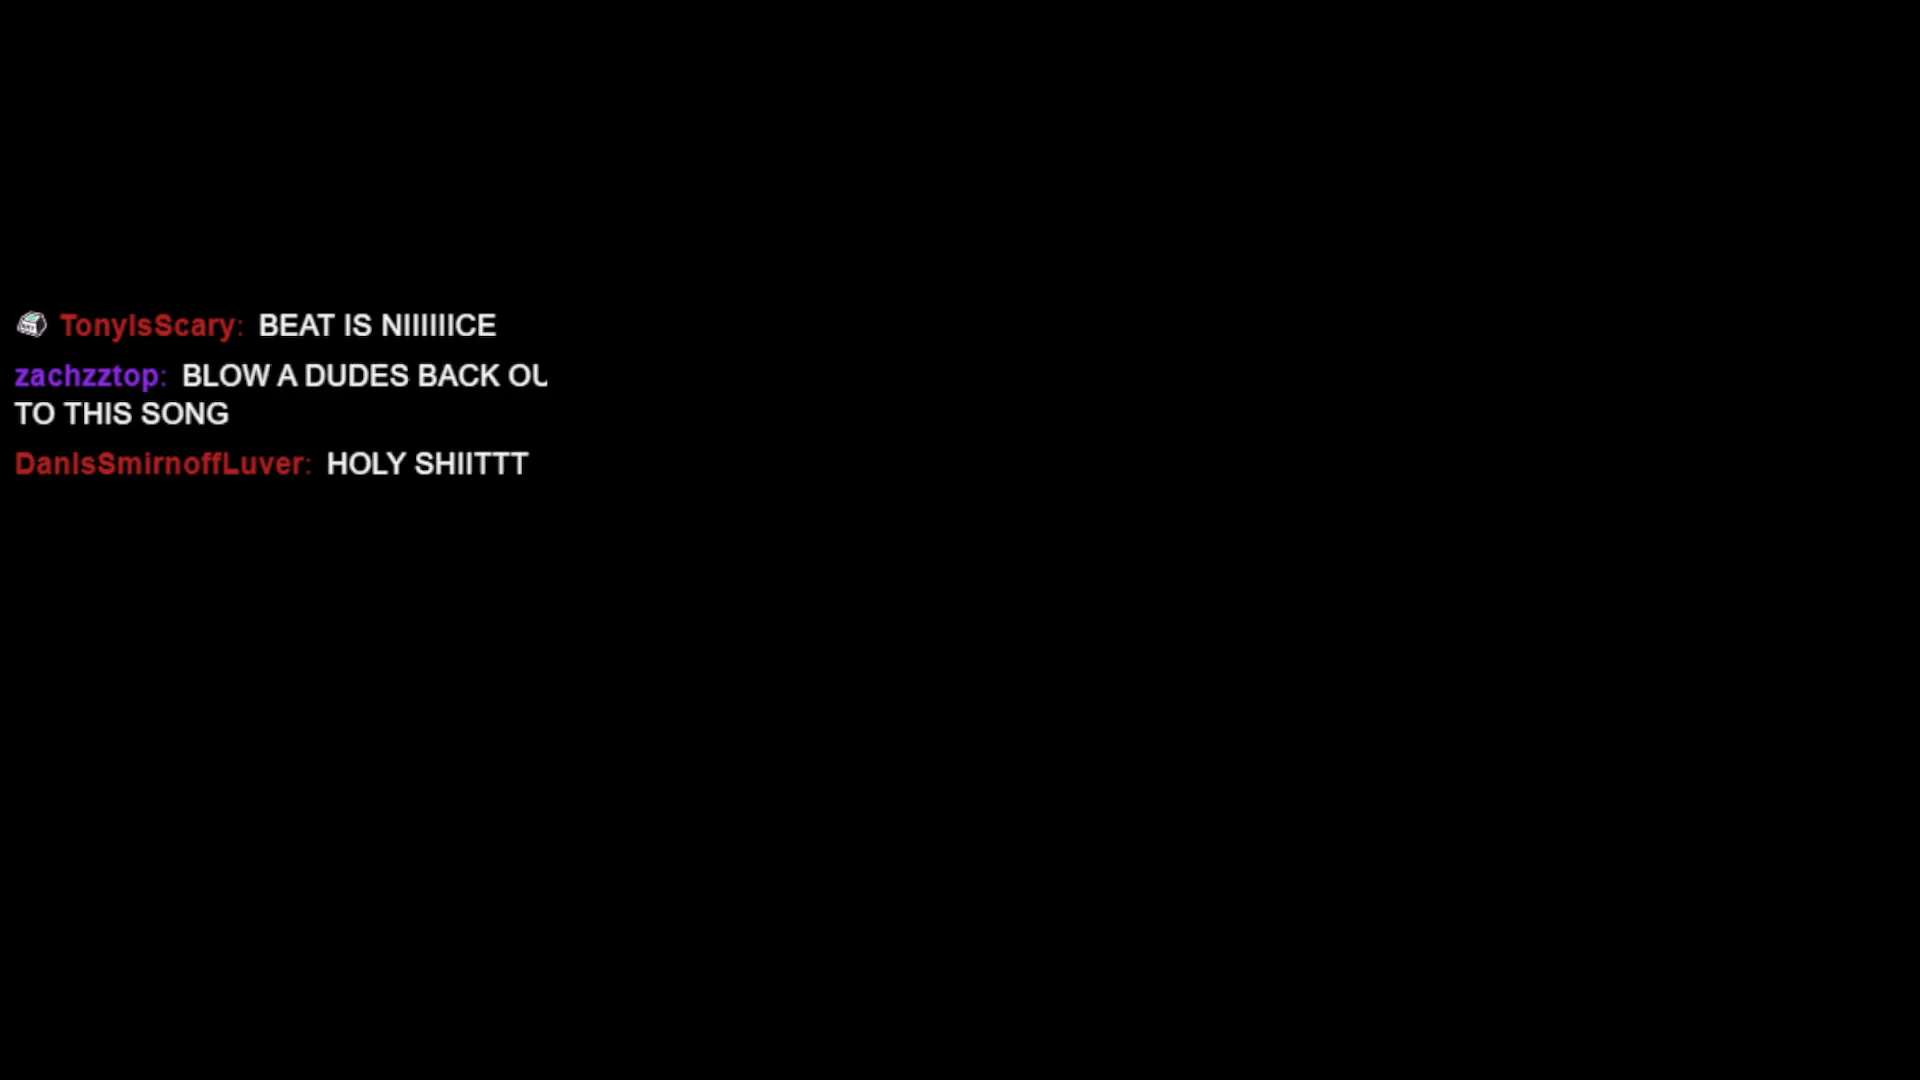 TonyIsScary: BEAT IS NIIIIIICE
zachzztop: BLOW A DUDES BACK OU
TO THIS SONG
DanIsSmirnoffLuver: HOLY SHIITTT